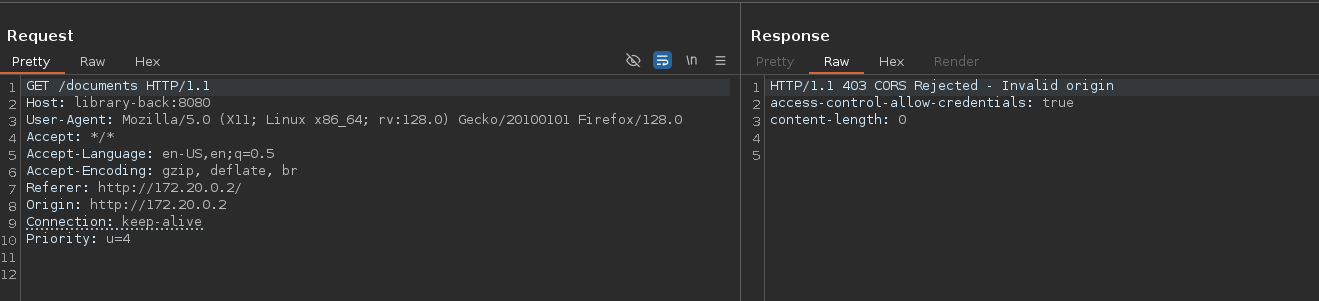 Request
Pretty Raw Hex \n
1 GET /documents HTTP/1.1
2 Host: library-back:8080
3 User-Agent: Mozilla/5.0 (X11; Linux x86_64; rv:128.0) Gecko/20100101 Firefox/128.0
4 Accept: */*
5 Accept-Language: en-US,en;q=0.5
6 Accept-Encoding: gzip, deflate, br
7 Referer: http://172.20.0.2/
8 Origin: http://172.20.0.2
9 Connection: keep-alive
10 Priority: u=4
11
12
Response
Pretty Raw Hex Render
1 HTTP/1.1 403 CORS Rejected - Invalid origin
2 access-control-allow-credentials: true
3 content-length: 0
4
5